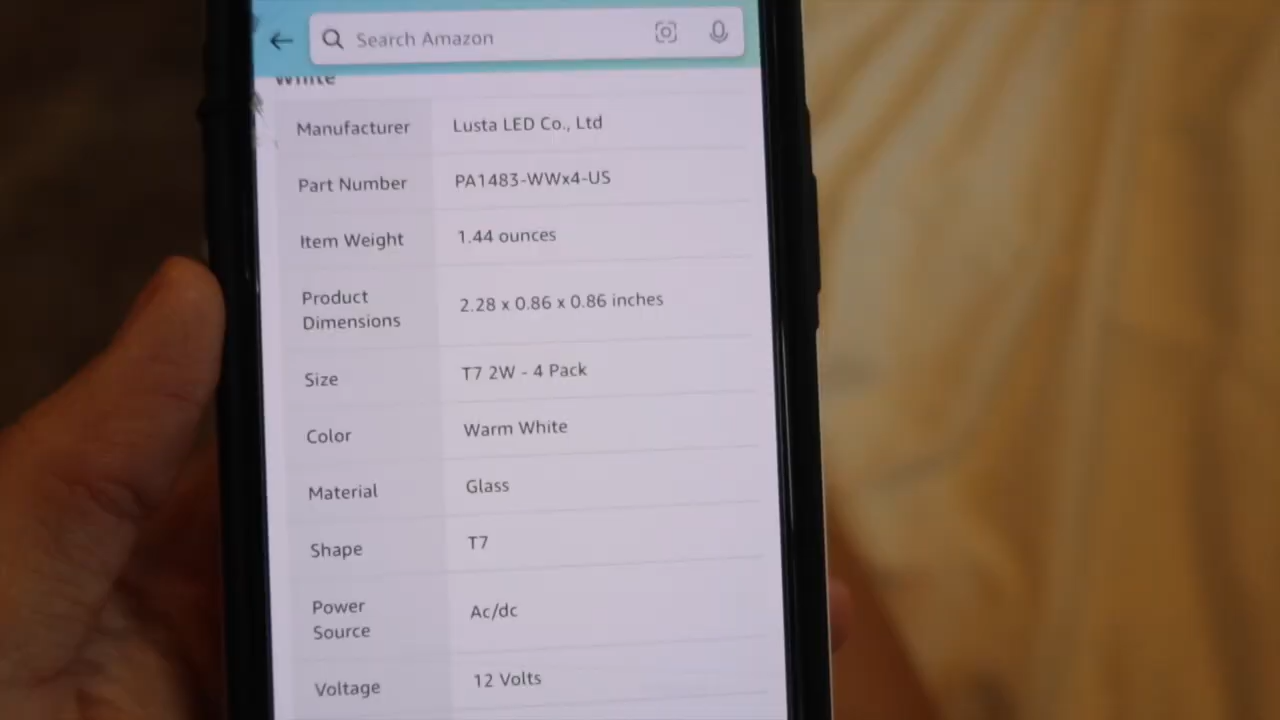 Search Amazon
White
Manufacturer Lusta LED Co., Ltd
Part Number PA1483-WWx4-US
Item Weight 1.44 ounces
Product Dimensions 2.28 x 0.86 x 0.86 inches
Size T7 2W - 4 Pack
Color Warm White
Material Glass
Shape T7
Power Source Ac/dc
Voltage 12 Volts